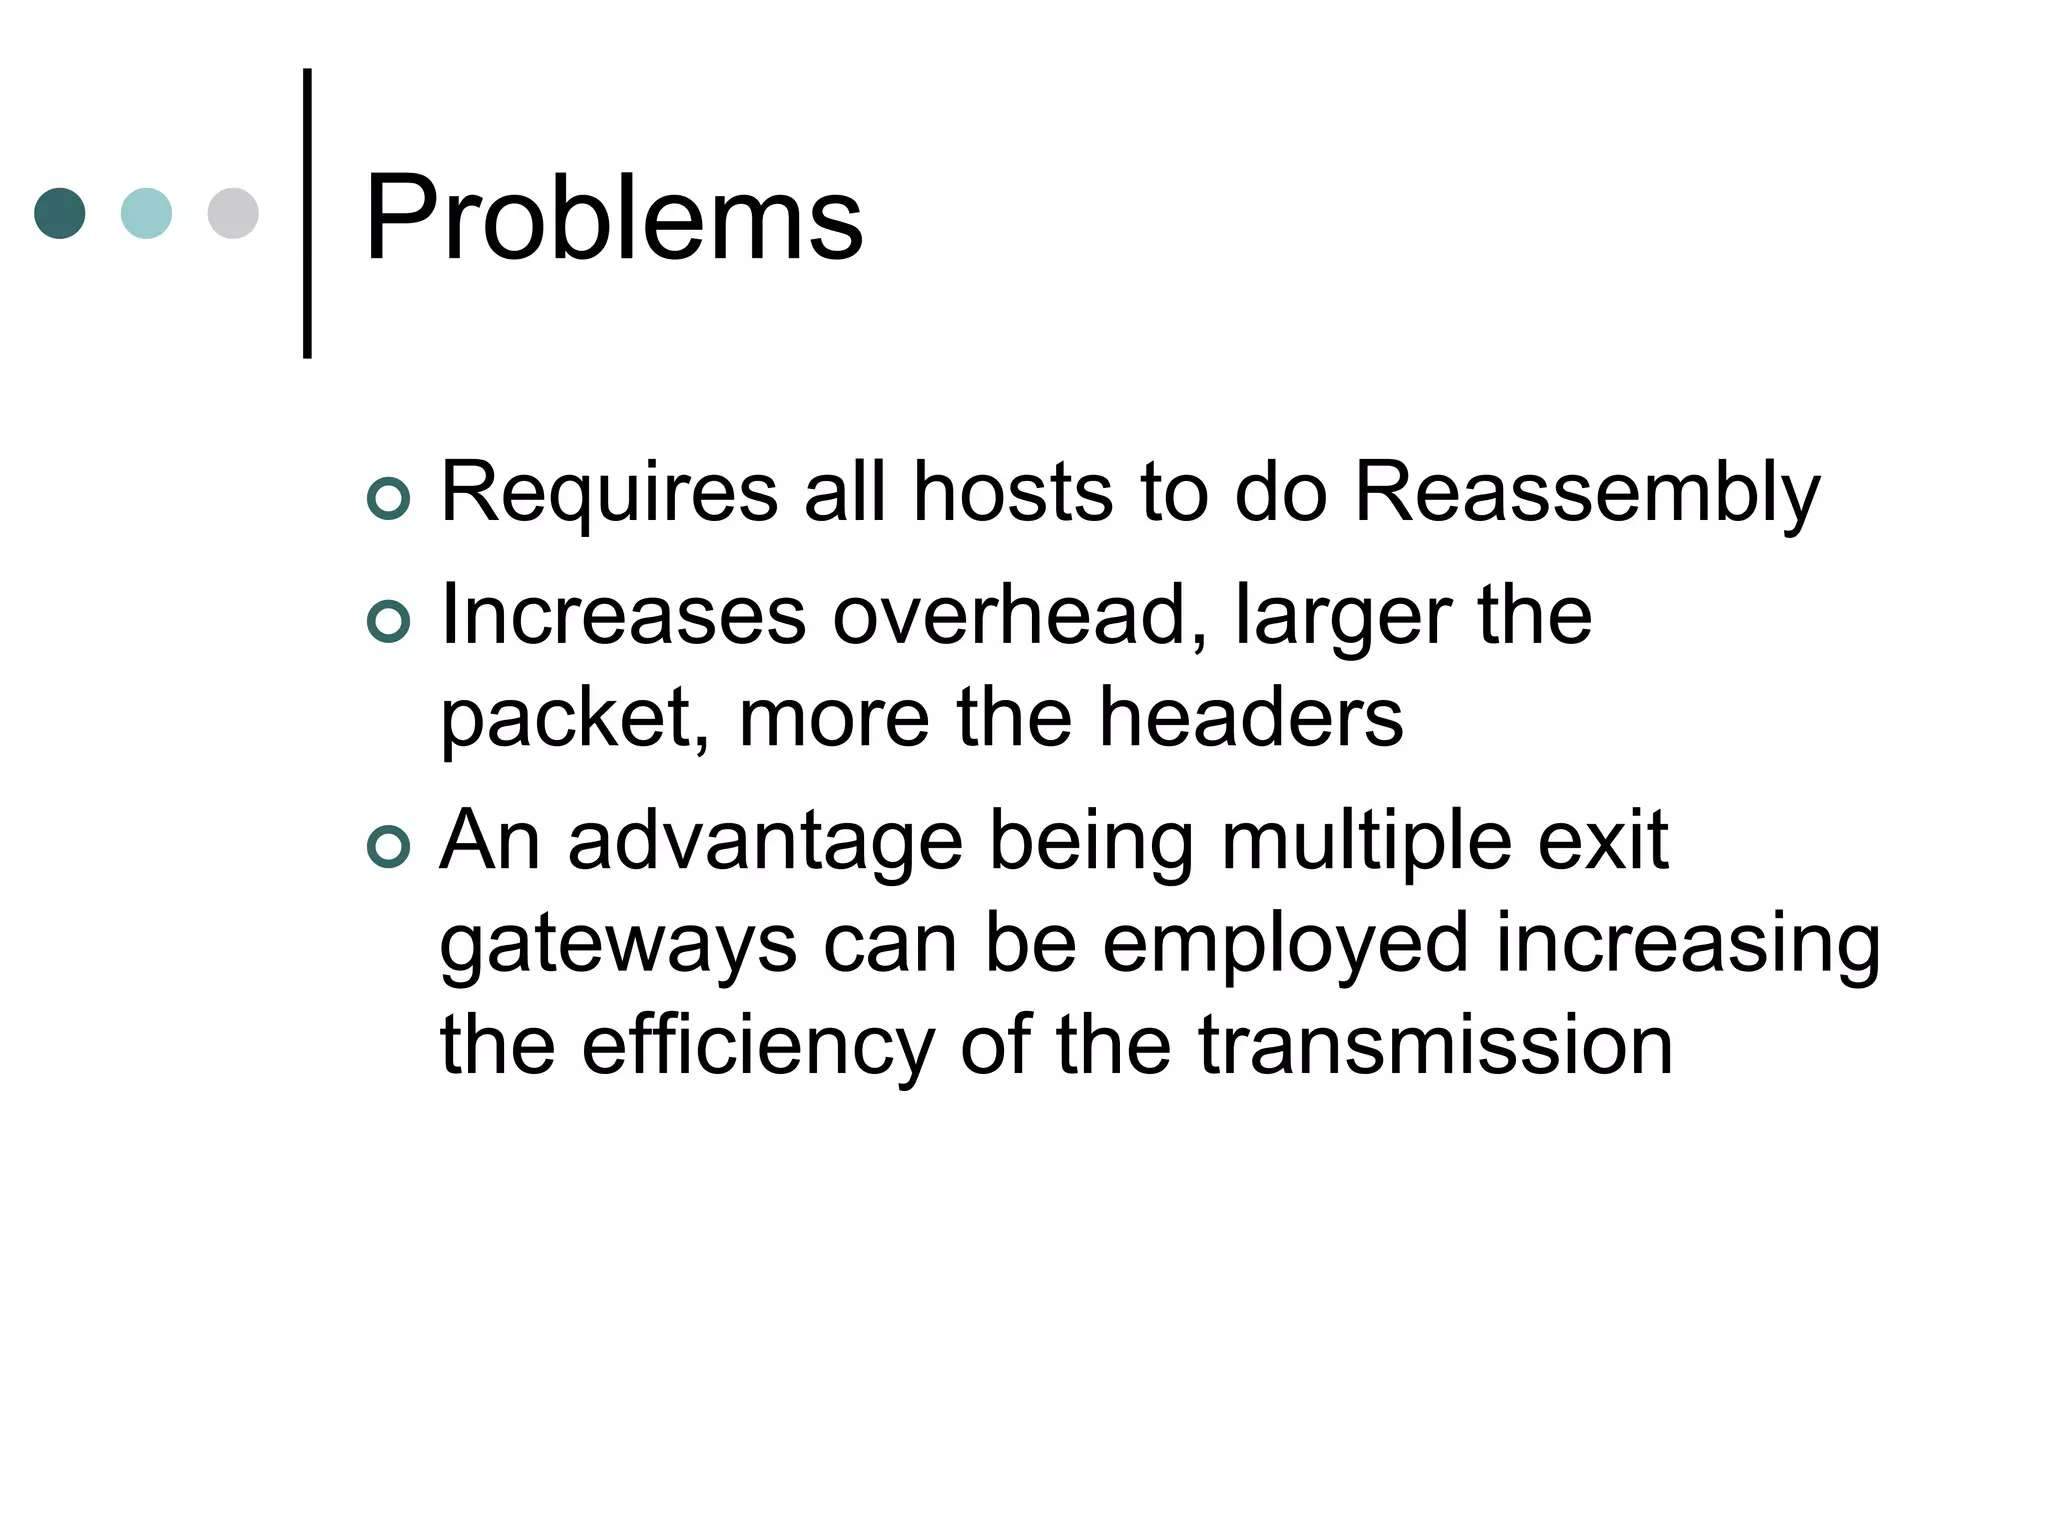 Problems
Requires all hosts to do Reassembly
Increases overhead, larger the
packet, more the headers
An advantage being multiple exit
gateways can be employed increasing
the efficiency of the transmission